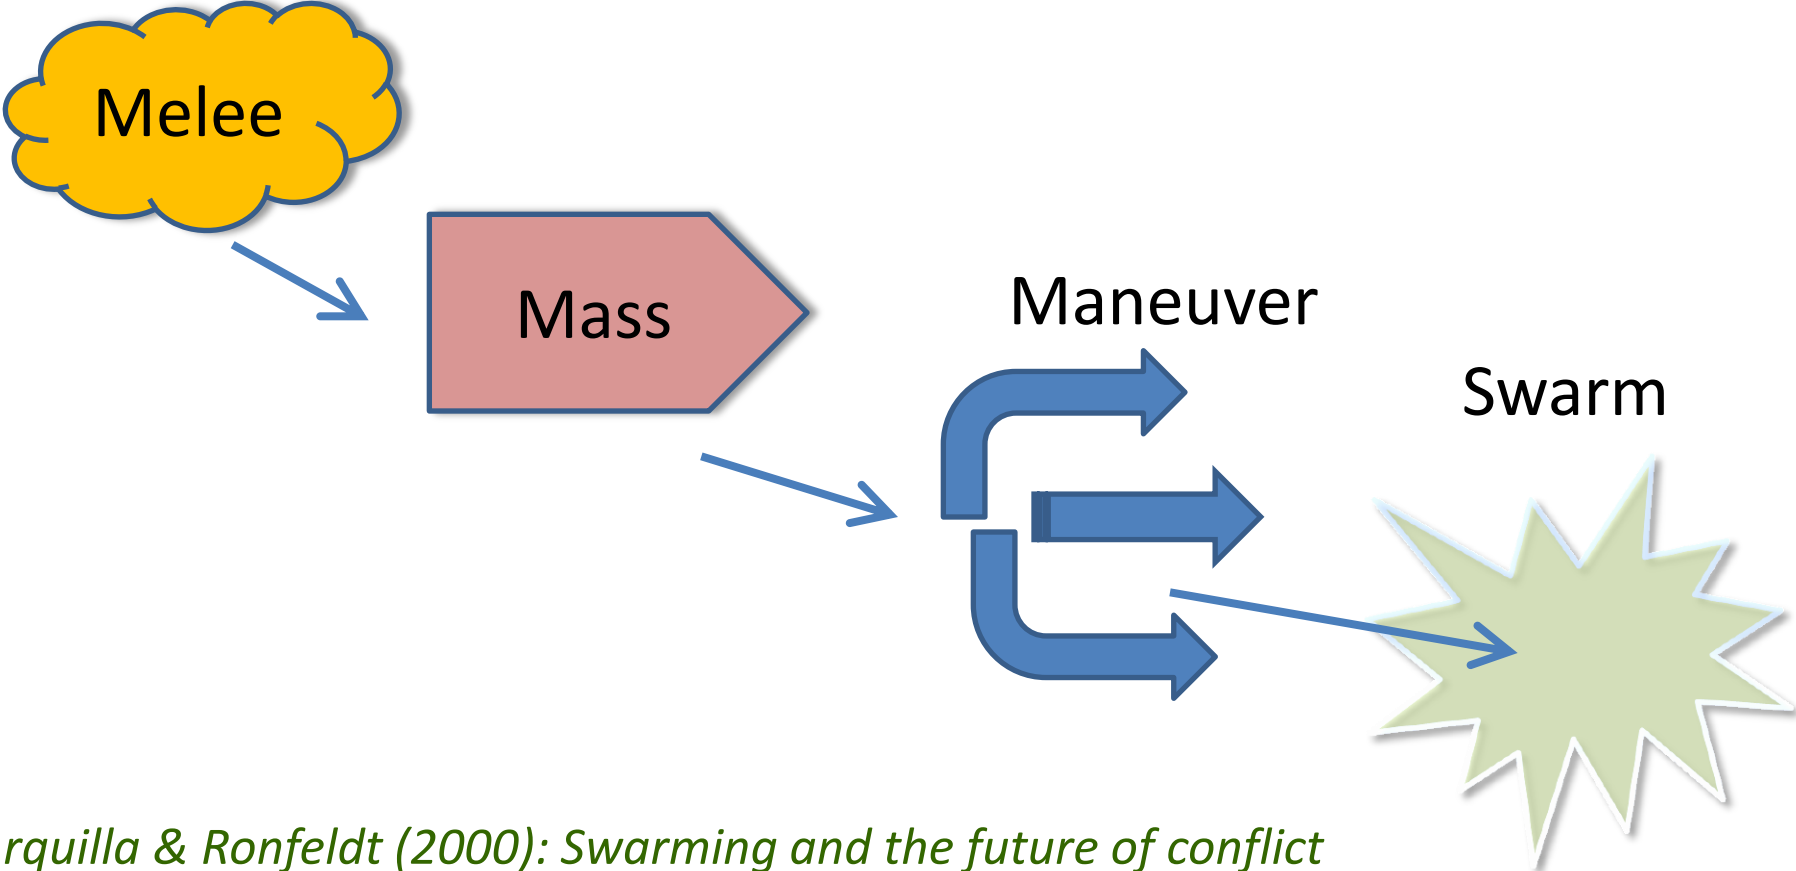 Melee
Mass
Maneuver
Swarm
rquilla & Ronfeldt (2000): Swarming and the future of conflict